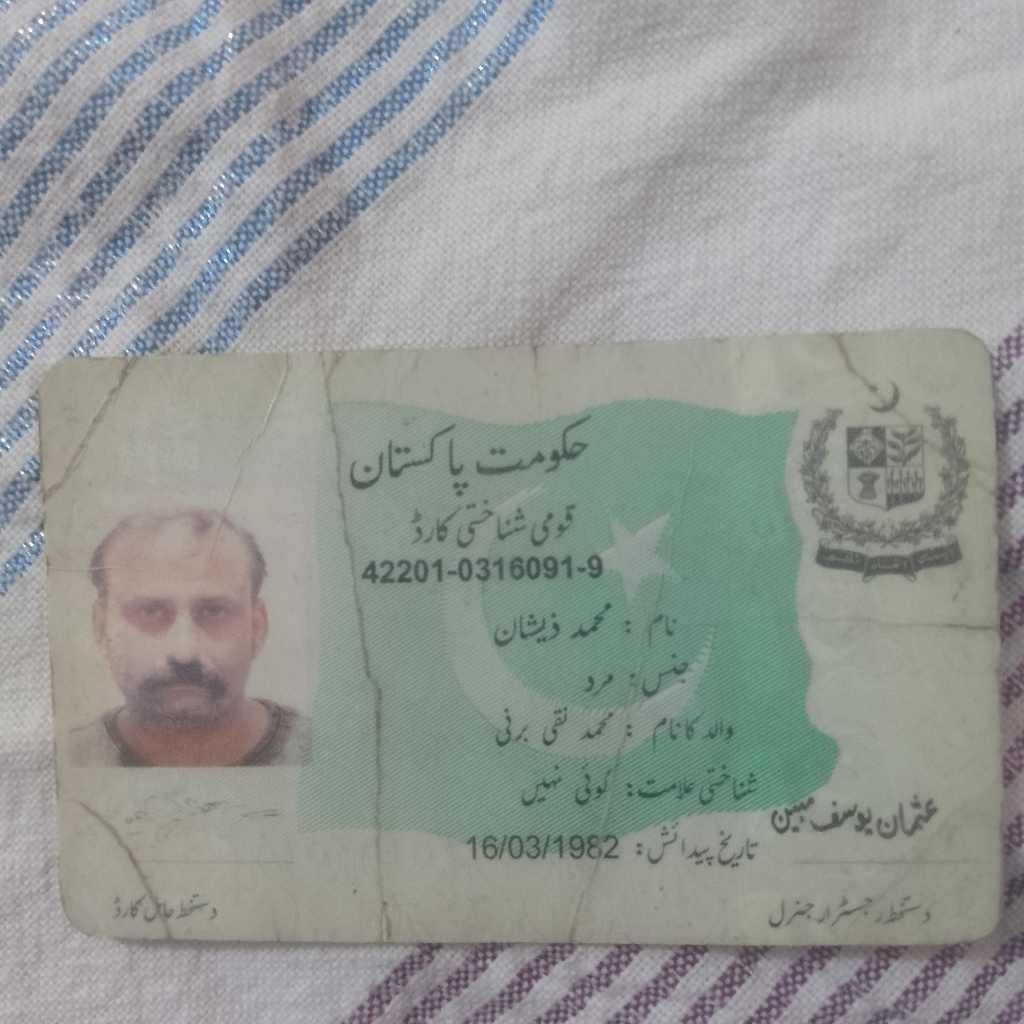 حکومت پاکستان
قومی شناختی کارڈ
42201-0316091-9
نام : محمد ذیشان
جنس: مرد
والد کا نام : محمد نقی برنی
شناختی علامت: کوئی نہیں
عثمان یوسف مبین
تاریخ پیدائش: 16/03/1982
دستخط رجسٹرار جنرل
دستخط حامل کارڈ